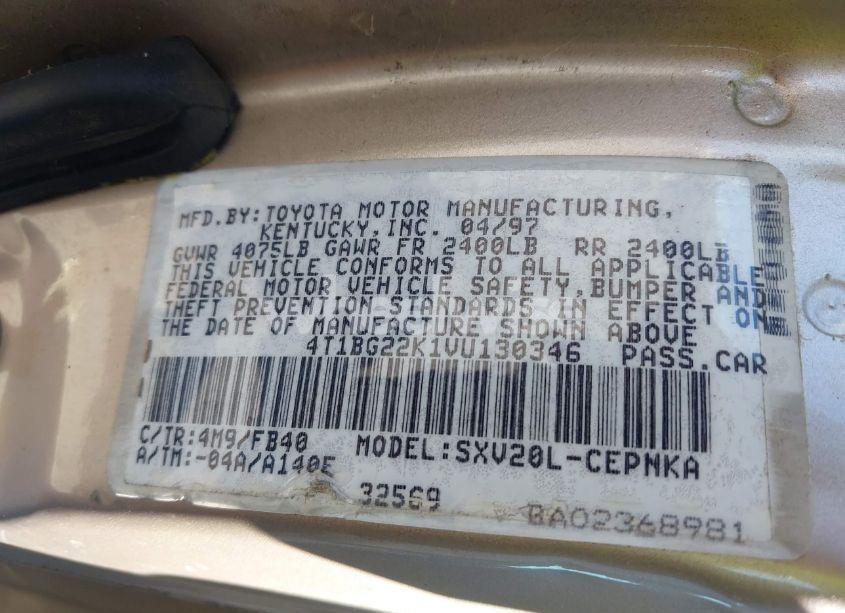 MFD.BY:TOYOTA MOTOR MANUFACTURING,
KENTUCKY,INC. 04/97
GVWR 4075LB GAWR FR 2400LB RR 2400LB
THIS VEHICLE CONFORMS TO ALL APPLICABLE
FEDERAL MOTOR VEHICLE SAFETY,BUMPER AND
THEFT PREVENTION STANDARDS IN EFFECT ON
THE DATE OF MANUFACTURE SHOWN ABOVE
4T1BG22K1VU130346 PASS.CAR
C/TR:4M9/FB40 MODEL:SXV20L-CEPNKA
A/TM:-04A/A140E
32569
BA02368981